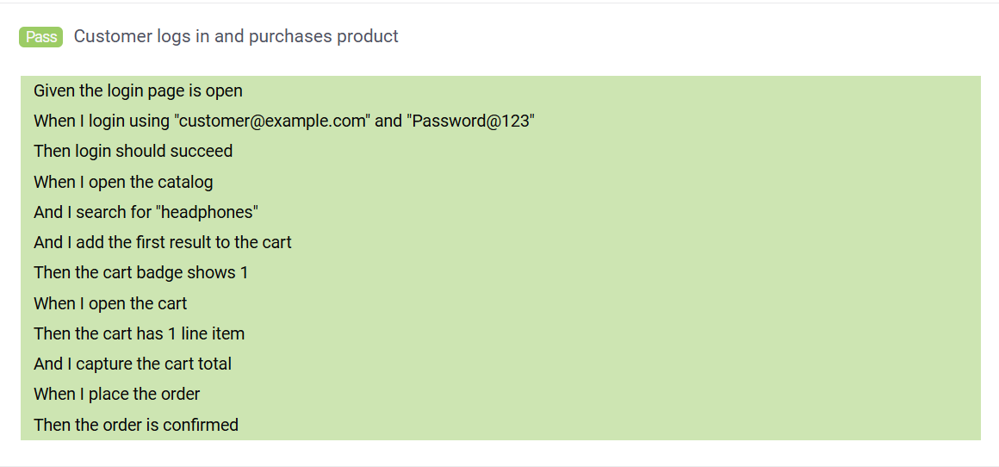 Pass Customer logs in and purchases product
Given the login page is open
When I login using "customer@example.com" and "Password@123"
Then login should succeed
When I open the catalog
And I search for "headphones"
And I add the first result to the cart
Then the cart badge shows 1
When I open the cart
Then the cart has 1 line item
And I capture the cart total
When I place the order
Then the order is confirmed